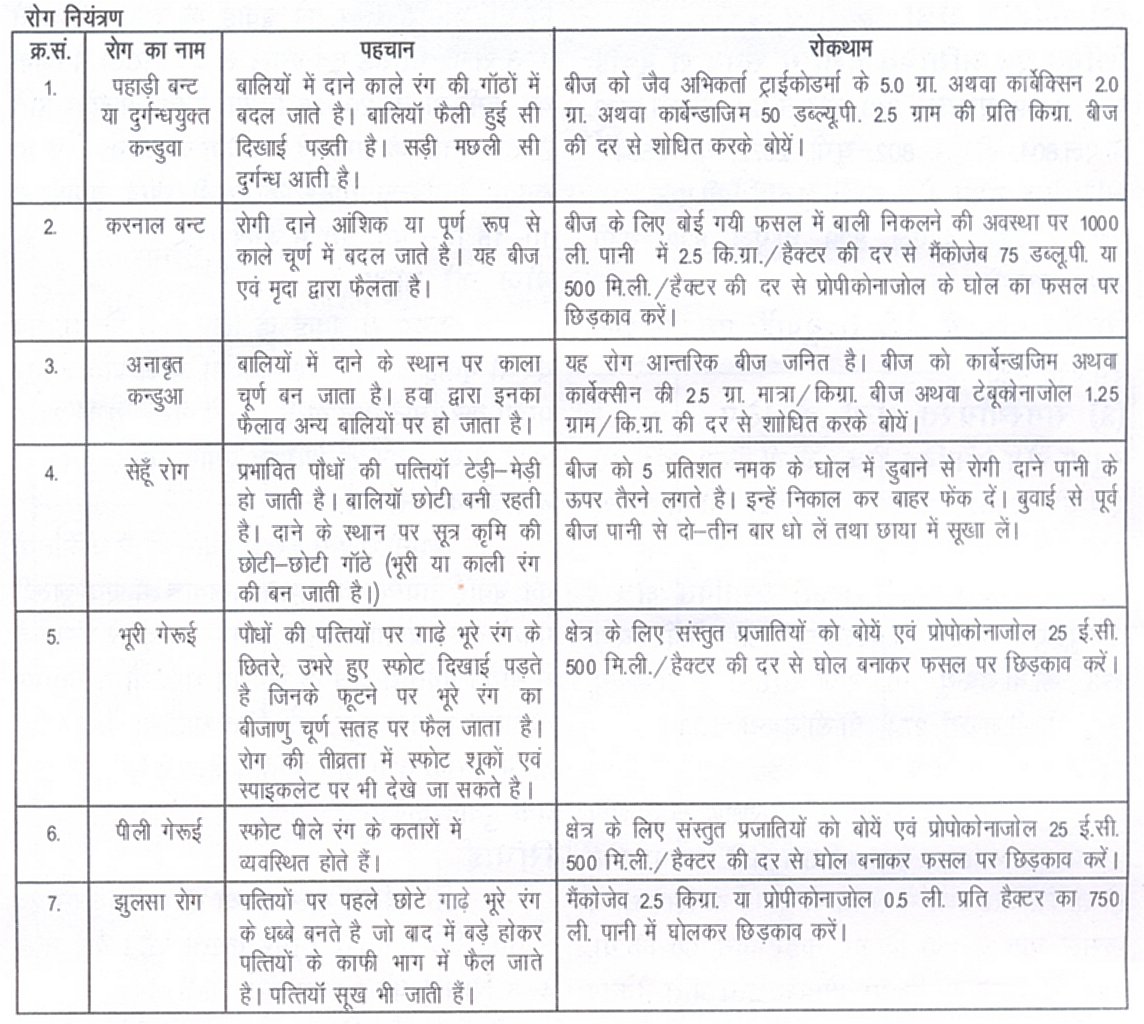 रोग नियंत्रण
क्र.सं. रोग का नाम पहचान रोकथाम
1. पहाड़ी बन्ट
या दुर्गन्धयुक्त
कन्डुवा
बालियों में दाने काले रंग की गॉठों में
बदल जाते है। बालियॉ फैली हुई सी
दिखाई पड़ती है। सड़ी मछली सी
दुर्गन्ध आती है।
बीज को जैव अभिकर्ता ट्राईकोडर्मा के 5.0 ग्रा. अथवा कार्बेक्सिन 2.0
ग्रा. अथवा कार्बेन्डाजिम 50 डब्ल्यू.पी. 2.5 ग्राम की प्रति किग्रा. बीज
की दर से शोधित करके बोयें।
2. करनाल बन्ट
रोगी दाने आंशिक या पूर्ण रूप से
काले चूर्ण में बदल जाते है। यह बीज
एवं मृदा द्वारा फैलता है।
बीज के लिए बोई गयी फसल में बाली निकलने की अवस्था पर 1000
ली. पानी में 2.5 कि.ग्रा./हैक्टर की दर से मैंकोजेब 75 डब्लू.पी. या
500 मि.ली./हैक्टर की दर से प्रोपीकोनाजोल के घोल का फसल पर
छिड़काव करें।
3. अनाबृत
कन्डुआ
बालियों में दाने के स्थान पर काला
चूर्ण बन जाता है। हवा द्वारा इनका
फैलाव अन्य बालियों पर हो जाता है।
यह रोग आन्तरिक बीज जनित है। बीज को कार्बेन्डाजिम अथवा
कार्बेक्सीन की 2.5 ग्रा. मात्रा/किग्रा. बीज अथवा टेबूकोनाजोल 1.25
ग्राम/कि.ग्रा. की दर से शाोधित करके बोयें।
4. सेहूँ रोग
प्रभावित पौधों की पत्तियॉ टेड़ी–मेड़ी
हो जाती है। बालियॉ छोटी बनी रहती
है। दाने के स्थान पर सूत्र कृमि की
छोटी–छोटी गॉठे (भूरी या काली रंग
की बन जाती है।)
बीज को 5 प्रतिशत नमक के घोल में डुबाने से रोगी दाने पानी के
ऊपर तैरने लगते है। इन्हें निकाल कर बाहर फेंक दें। बुवाई से पूर्व
बीज पानी से दो–तीन बार धो लें तथा छाया में सूखा लें।
5. भूरी गेरूई
पौधों की पत्तियों पर गाढ़े भूरे रंग के
छितरे, उभरे हुए स्फोट दिखाई पड़ते
है जिनके फूटने पर भूरे रंग का
बीजाणु चूर्ण सतह पर फैल जाता है।
रोग की तीव्रता में स्फोट शूकों एवं
स्पाइकलेट पर भी देखे जा सकते है।
क्षेत्र के लिए संस्तुत प्रजातियों को बोयें एवं प्रोपोकोनाजोल 25 ई.सी.
500 मि.ली./हैक्टर की दर से घोल बनाकर फसल पर छिड़काव करें।
6. पीली गेरूई
स्फोट पीले रंग के कतारों में
व्यवस्थित होते हैं।
क्षेत्र के लिए संस्तुत प्रजातियों को बोयें एवं प्रोपोकोनाजोल 25 ई.सी.
500 मि.ली./हैक्टर की दर से घोल बनाकर फसल पर छिड़काव करें।
7. झुलसा रोग
पत्तियों पर पहले छोटे गाढ़े भूरे रंग
के धब्बे बनते है जो बाद में बड़े होकर
पत्तियों के काफी भाग में फैल जाते
है। पत्तियॉ सूख भी जाती हैं।
मैंकोजेव 2.5 किग्रा. या प्रोपीकोनाजोल 0.5 ली. प्रति हैक्टर का 750
ली. पानी में घोलकर छिड़काव करें।